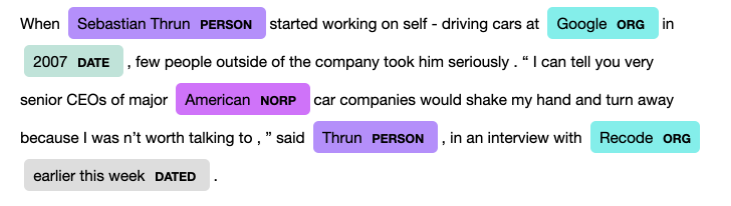 When Sebastian Thrun PERSON started working on self - driving cars at Google ORG in
2007 DATE , few people outside of the company took him seriously . “ I can tell you very
senior CEOs of major American NORP car companies would shake my hand and turn away
because I was n’t worth talking to , ” said Thrun PERSON , in an interview with Recode ORG
earlier this week DATED .